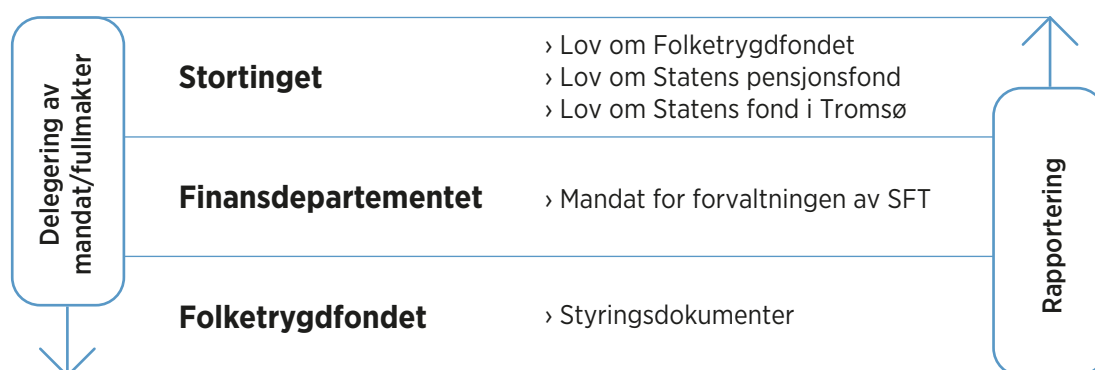 Delegering av
mandat/fullmakter
Stortinget
› Lov om Folketrygdfondet
› Lov om Statens pensjonsfond
› Lov om Statens fond i Tromsø
Finansdepartementet
› Mandat for forvaltningen av SFT
Folketrygdfondet
› Styringsdokumenter
Rapportering